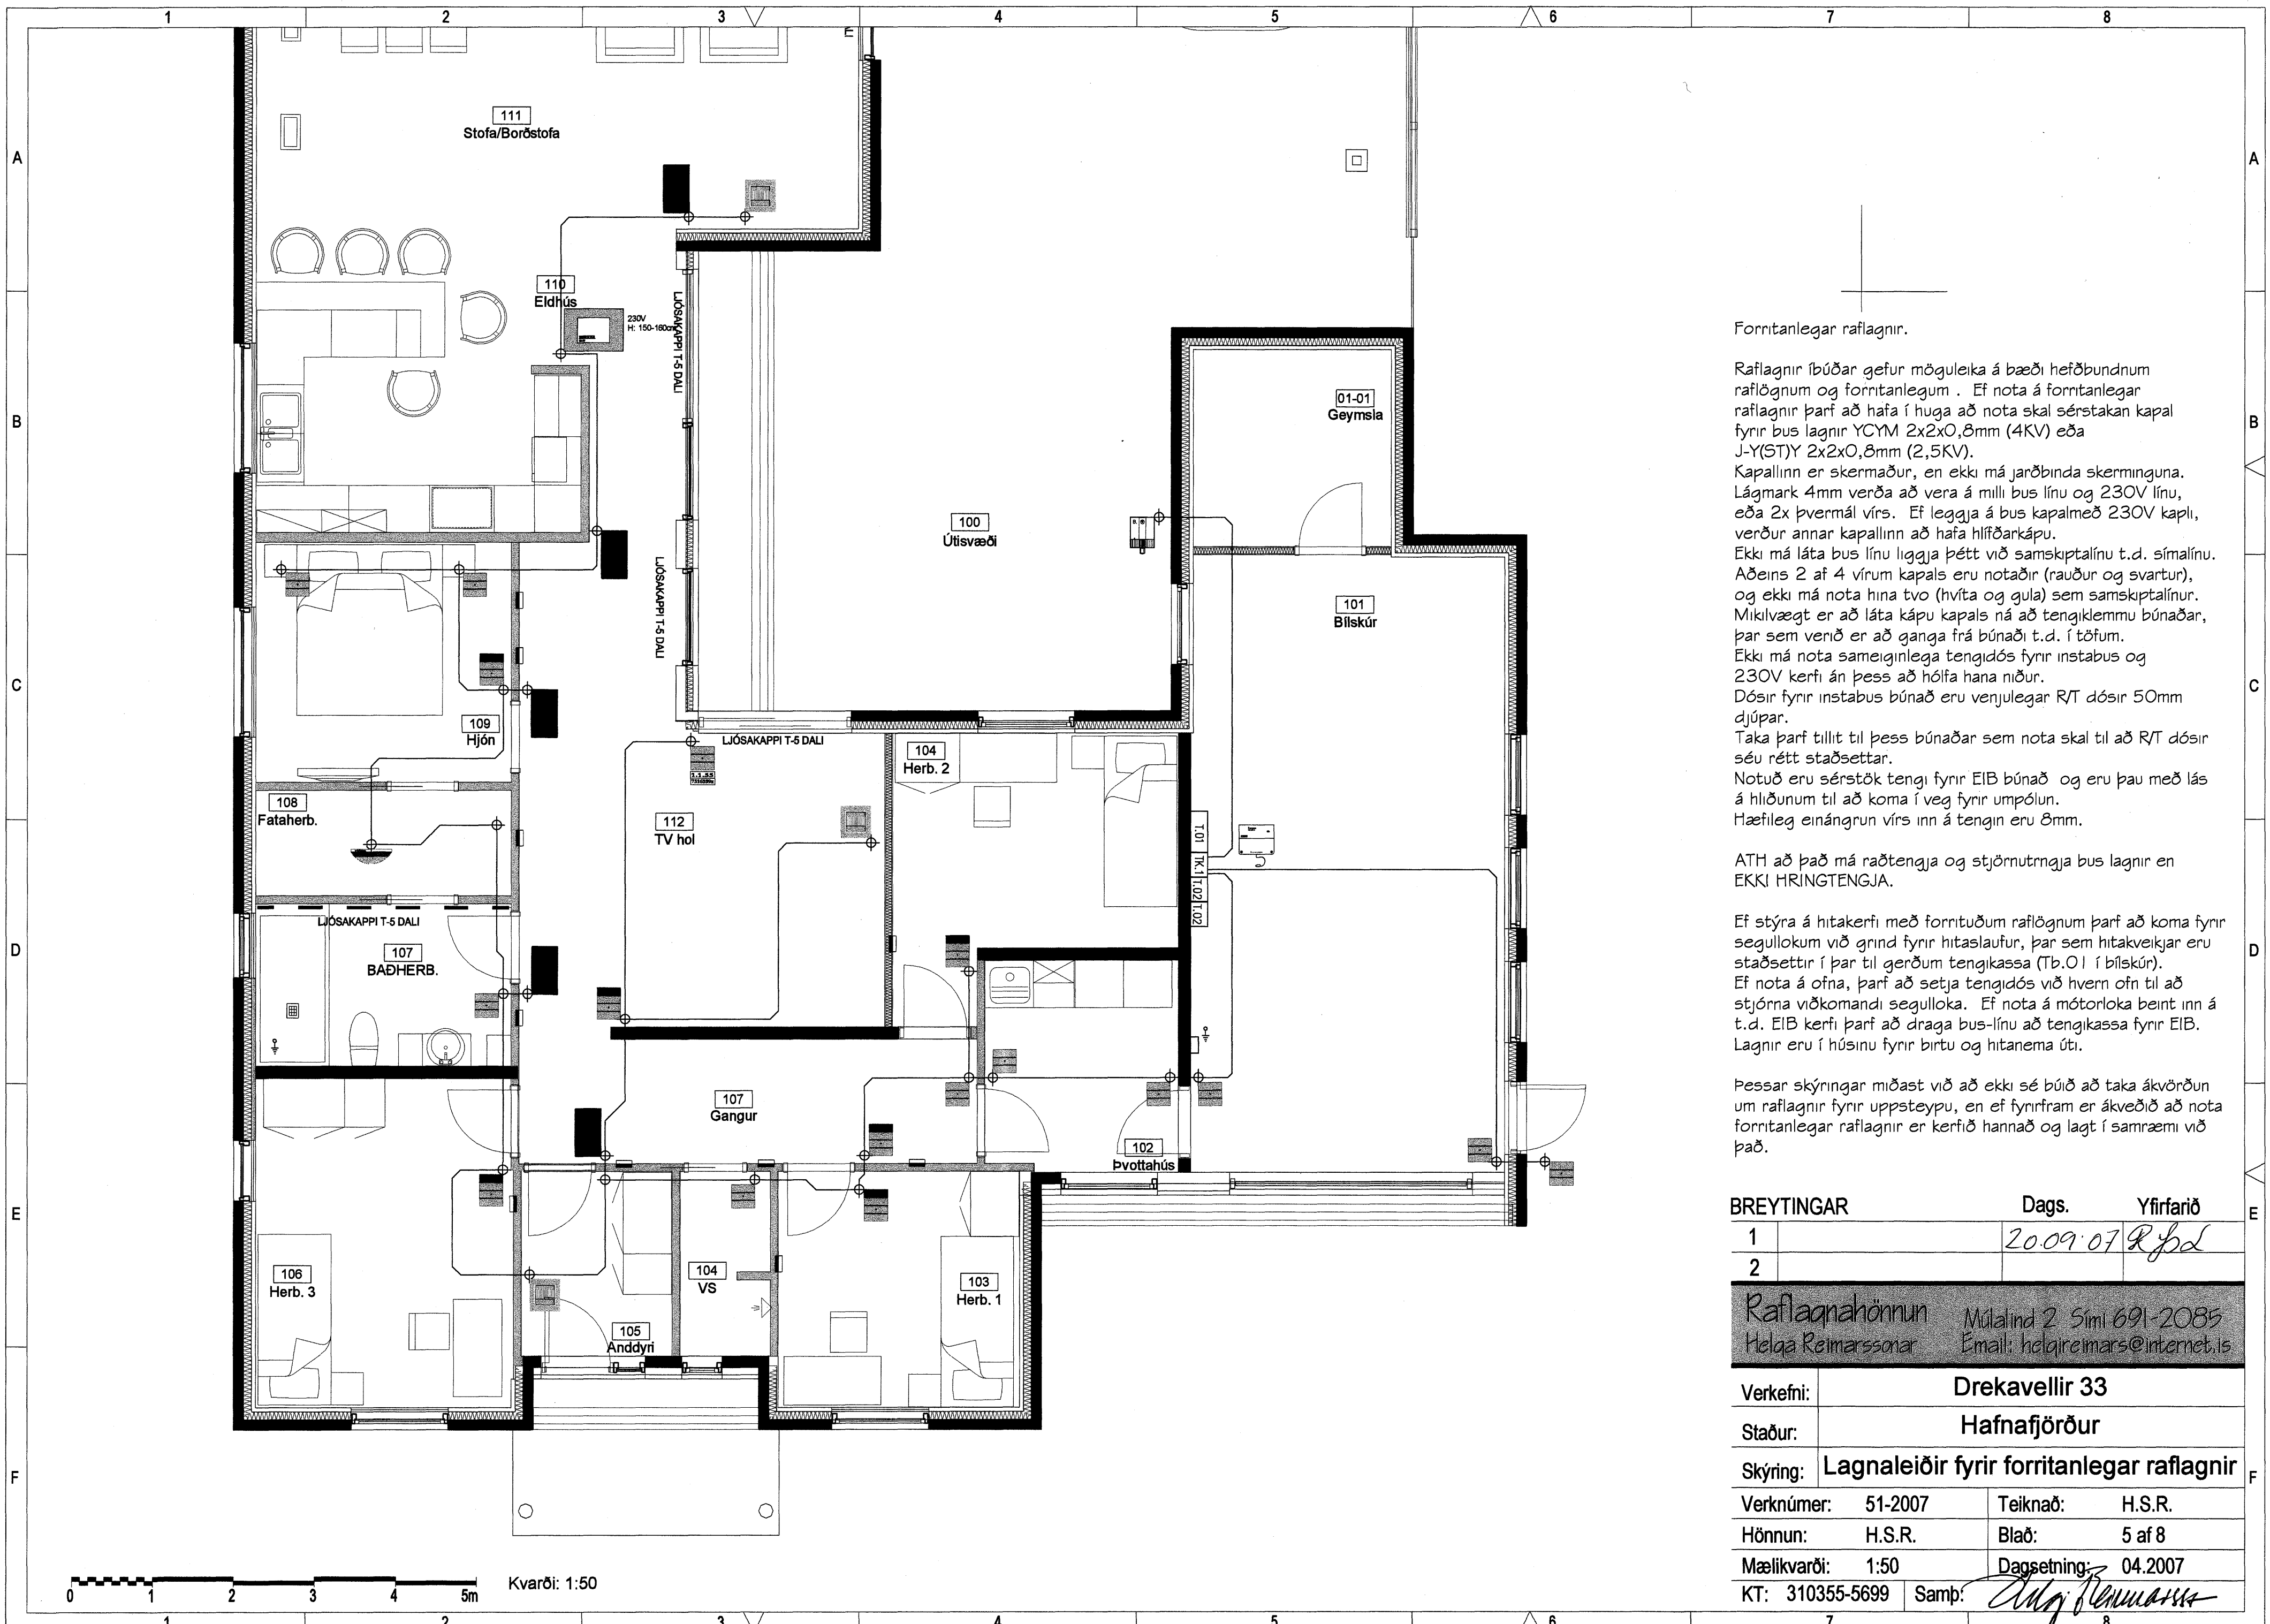 1 2 3 4 5 6 7 8
A
A
111
Stofa/Borðstofa
110
Eldhús
230V
H: 150-160cm
LJÓSAKAPPI T-5 DALI
LJÓSAKAPPI T-5 DALI
B
B
01-01
Geymsla
100
Útisvæði
101
Bílskúr
C
C
109
Hjón
LJÓSAKAPPI T-5 DALI
104
Herb. 2
108
Fataherb.
1.1.55
112
TV hol
T.01
TK.1
T.02
T.02
LJÓSAKAPPI T-5 DALI
D
D
107
BAÐHERB.
107
Gangur
102
Þvottahús
E
E
106
Herb. 3
104
VS
103
Herb. 1
105
Anddyri
F
F
0 1 2 3 4 5m
Kvarði: 1:50
1 2 3 4 5 6 7 8
Forritanlegar raflagnir.
Raflagnir íbúðar gefur möguleika á bæði hefðbundnum
raflögnum og forritanlegum . Ef nota á forritanlegar
raflagnir þarf að hafa í huga að nota skal sérstakan kapal
fyrir bus lagnir YCYM 2x2x0,8mm (4KV) eða
J-Y(ST)Y 2x2x0,8mm (2,5KV).
Kapallinn er skermaður, en ekki má jarðbinda skerminguna.
Lágmark 4mm verða að vera á milli bus línu og 230V línu,
eða 2x þvermál vírs. Ef leggja á bus kapalmeð 230V kapli,
verður annar kapallinn að hafa hlífðarkápu.
Ekki má láta bus línu liggja þétt við samskiptalínu t.d. símalínu.
Aðeins 2 af 4 vírum kapals eru notaðir (rauður og svartur),
og ekki má nota hina tvo (hvíta og gula) sem samskiptalínur.
Mikilvægt er að láta kápu kapals ná að tengiklemmu búnaðar,
þar sem verið er að ganga frá búnaði t.d. í töfum.
Ekki má nota sameiginlega tengidós fyrir instabus og
230V kerfi án þess að hólfa hana niður.
Dósir fyrir instabus búnað eru venjulegar R/T dósir 50mm
djúpar.
Taka þarf tillit til þess búnaðar sem nota skal til að R/T dósir
séu rétt staðsettar.
Notuð eru sérstök tengi fyrir EIB búnað og eru þau með lás
á hliðunum til að koma í veg fyrir umpólun.
Hæfileg einángrun vírs inn á tengin eru 8mm.
ATH að það má raðtengja og stjörnutrngja bus lagnir en
EKKI HRINGTENGJA.
Ef stýra á hitakerfi með forrituðum raflögnum þarf að koma fyrir
segullokum við grind fyrir hitaslaufur, þar sem hitakveikjar eru
staðsettir í þar til gerðum tengikassa (Tb.01 í bílskúr).
Ef nota á ofna, þarf að setja tengidós við hvern ofn til að
stjórna viðkomandi segulloka. Ef nota á mótorloka beint inn á
t.d. EIB kerfi þarf að draga bus-línu að tengikassa fyrir EIB.
Lagnir eru í húsinu fyrir birtu og hitanema úti.
Þessar skýringar miðast við að ekki sé búið að taka ákvörðun
um raflagnir fyrir uppsteypu, en ef fyrirfram er ákveðið að nota
forritanlegar raflagnir er kerfið hannað og lagt í samræmi við
það.
BREYTINGAR Dags. Yfirfarið
1 20.09.07
2
Raflagnahönnun Múlalind 2 Símí 691-2085
Helga Reimarssonar Email: helgireimars@internet.is
Verkefni: Drekavellir 33
Staður: Hafnafjörður
Skýring: Lagnaleiðir fyrir forritanlegar raflagnir
Verknúmer: 51-2007 Teiknað: H.S.R.
Hönnun: H.S.R. Blað: 5 af 8
Mælikvarði: 1:50 Dagsetning: 04.2007
KT: 310355-5699 Samþ: